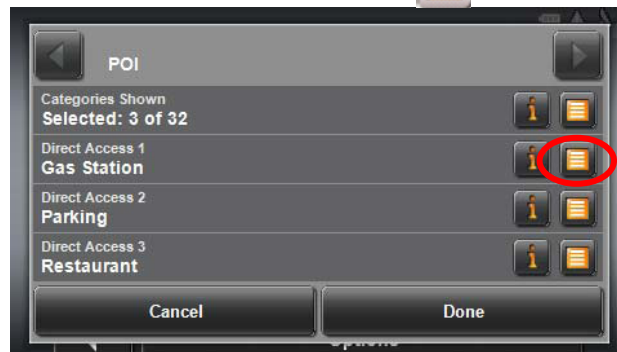 POI
Categories Shown
Selected: 3 of 32
Direct Access 1
Gas Station
Direct Access 2
Parking
Direct Access 3
Restaurant
Cancel Done
Options